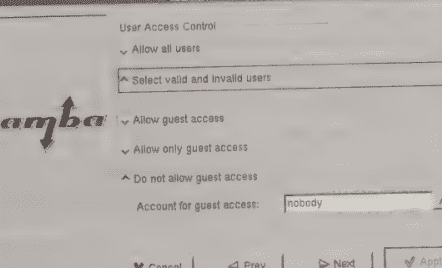 User Access Control
Allow all users
Select valid and invalid users
amba
Allow guest access
Allow only guest access
Do not allow guest access
Account for guest access: nobody
Cancel Prev Next Appl